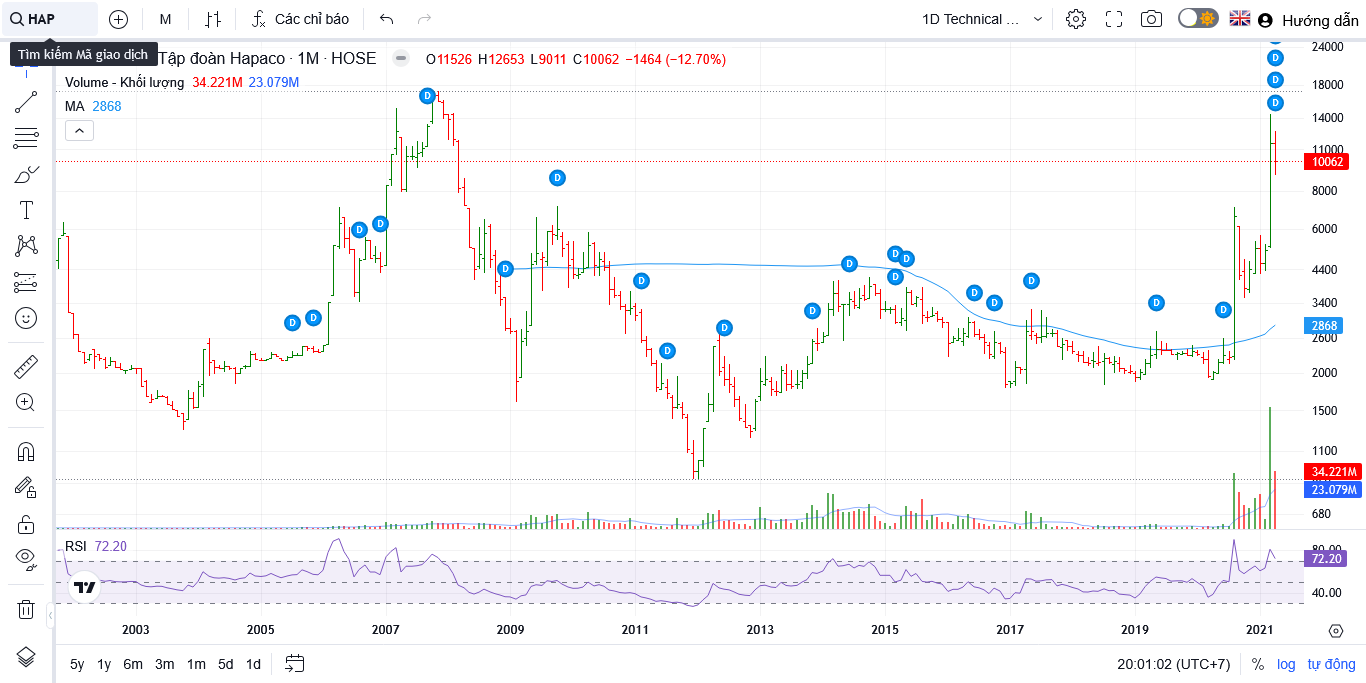 HAP
M
Các chỉ báo
1D Technical ...
Hướng dẫn
Tìm kiếm Mã giao dịch
Tập đoàn Hapaco · 1M · HOSE
O11526 H12653 L9011 C10062 −1464 (−12.70%)
Volume - Khối lượng 34.221M 23.079M
MA 2868
D D D D D D D D D D D D D D D D D D D D D D D
24000
18000
14000
11000
10062
8000
6000
4400
3400
2868
2600
2000
1500
1100
34.221M
23.079M
680
RSI 72.20
80.00
72.20
40.00
2003 2005 2007 2009 2011 2013 2015 2017 2019 2021
5y 1y 6m 3m 1m 5d 1d
20:01:02 (UTC+7) % log tự động